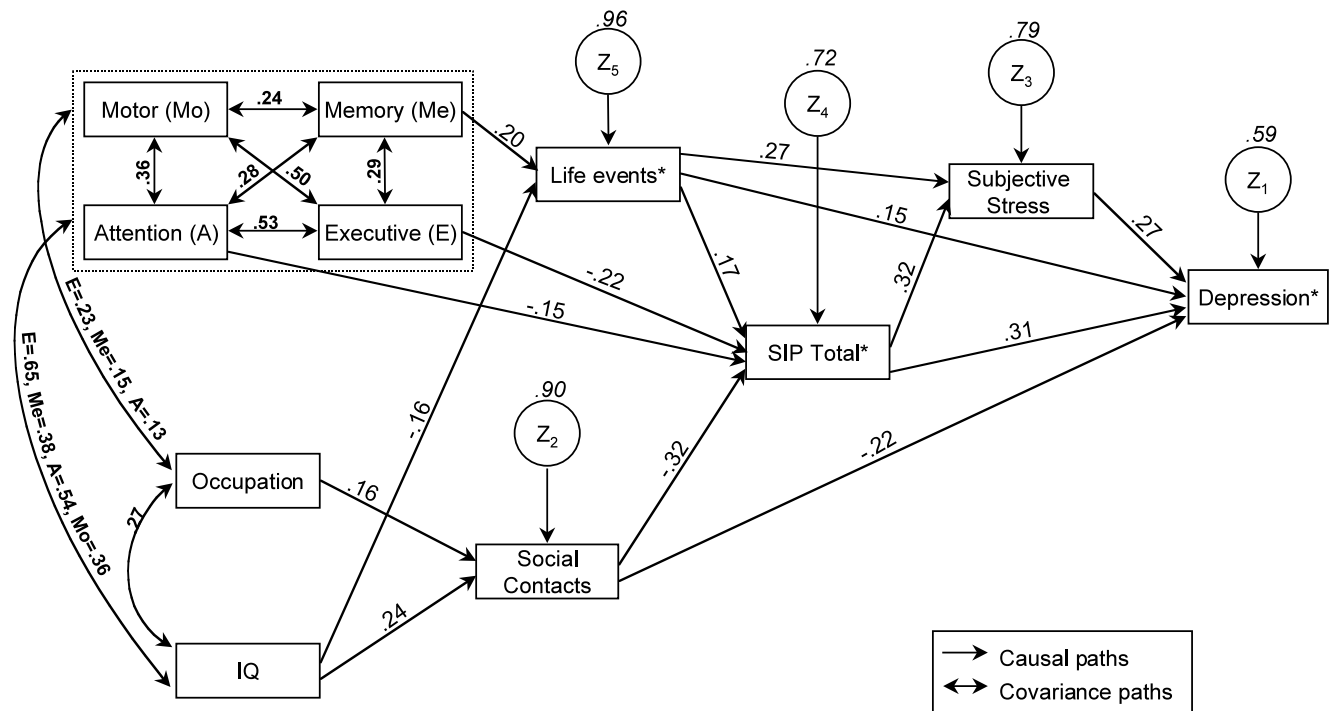 .96
Z5
.79
Z3
.72
Z4
.59
Z1
Motor (Mo)
.24
Memory (Me)
.20
.36
.28
.50
.29
Life events*
.27
Subjective
Stress
.15
.27
Attention (A)
.53
Executive (E)
-.22
-.15
.17
.32
Depression*
SIP Total*
.31
E=.23, Me=.15, A=.13
E=.65, Me=.38, A=.54, Mo=.36
-.16
.90
Z2
-.32
-.22
Occupation
.16
.27
Social
Contacts
.24
IQ
Causal paths
Covariance paths